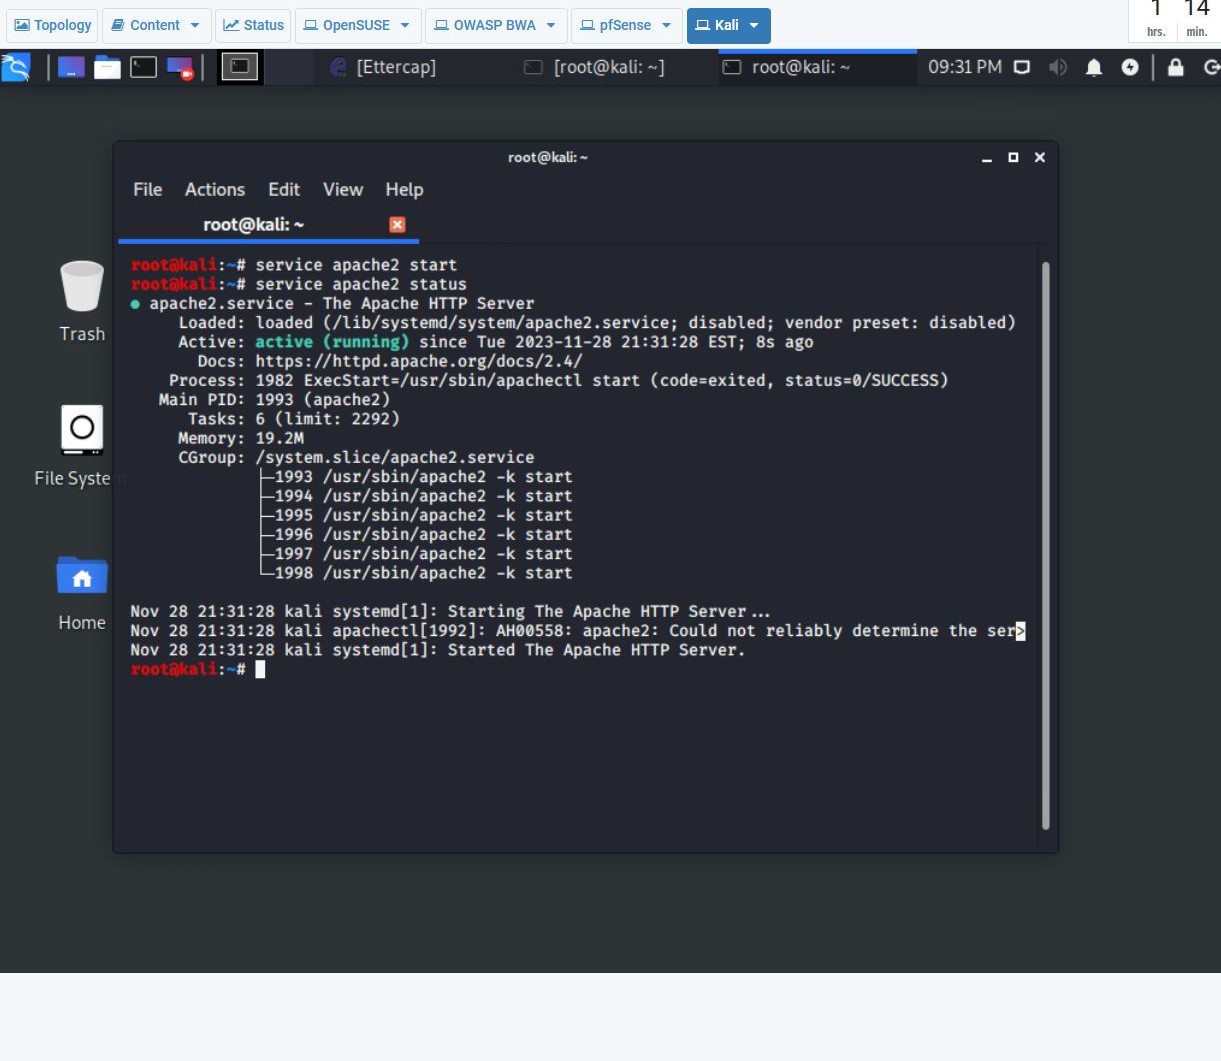 Topology Content Status OpenSUSE OWASP BWA pfSense Kali
1 14
hrs. min.
[Ettercap] [root@kali: ~] root@kali: ~ 09:31 PM
root@kali: ~
File Actions Edit View Help
root@kali: ~
root@kali:~# service apache2 start
root@kali:~# service apache2 status
● apache2.service - The Apache HTTP Server
Loaded: loaded (/lib/systemd/system/apache2.service; disabled; vendor preset: disabled)
Active: active (running) since Tue 2023-11-28 21:31:28 EST; 8s ago
Docs: https://httpd.apache.org/docs/2.4/
Process: 1982 ExecStart=/usr/sbin/apachectl start (code=exited, status=0/SUCCESS)
Main PID: 1993 (apache2)
Tasks: 6 (limit: 2292)
Memory: 19.2M
CGroup: /system.slice/apache2.service
├─1993 /usr/sbin/apache2 -k start
├─1994 /usr/sbin/apache2 -k start
├─1995 /usr/sbin/apache2 -k start
├─1996 /usr/sbin/apache2 -k start
├─1997 /usr/sbin/apache2 -k start
└─1998 /usr/sbin/apache2 -k start
Nov 28 21:31:28 kali systemd[1]: Starting The Apache HTTP Server...
Nov 28 21:31:28 kali apachectl[1992]: AH00558: apache2: Could not reliably determine the ser>
Nov 28 21:31:28 kali systemd[1]: Started The Apache HTTP Server.
root@kali:~#
Trash
File System
Home